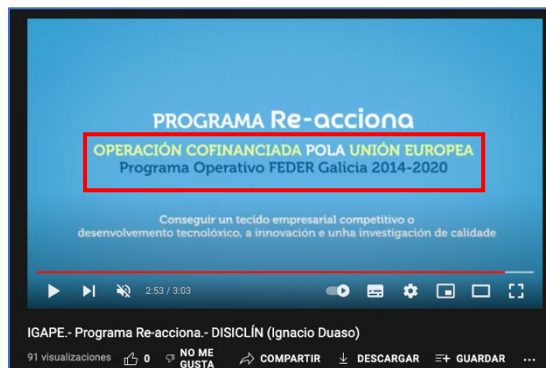 PROGRAMA Re-acciona
OPERACIÓN COFINANCIADA POLA UNIÓN EUROPEA
Programa Operativo FEDER Galicia 2014-2020
Conseguir un tecido empresarial competitivo o
desenvolvemento tecnolóxico, a innovación e unha investigación de calidade
2:53 / 3:03
IGAPE.- Programa Re-acciona.- DISICLÍN (Ignacio Duaso)
91 visualizaciones 0 NO ME GUSTA COMPARTIR DESCARGAR GUARDAR ...